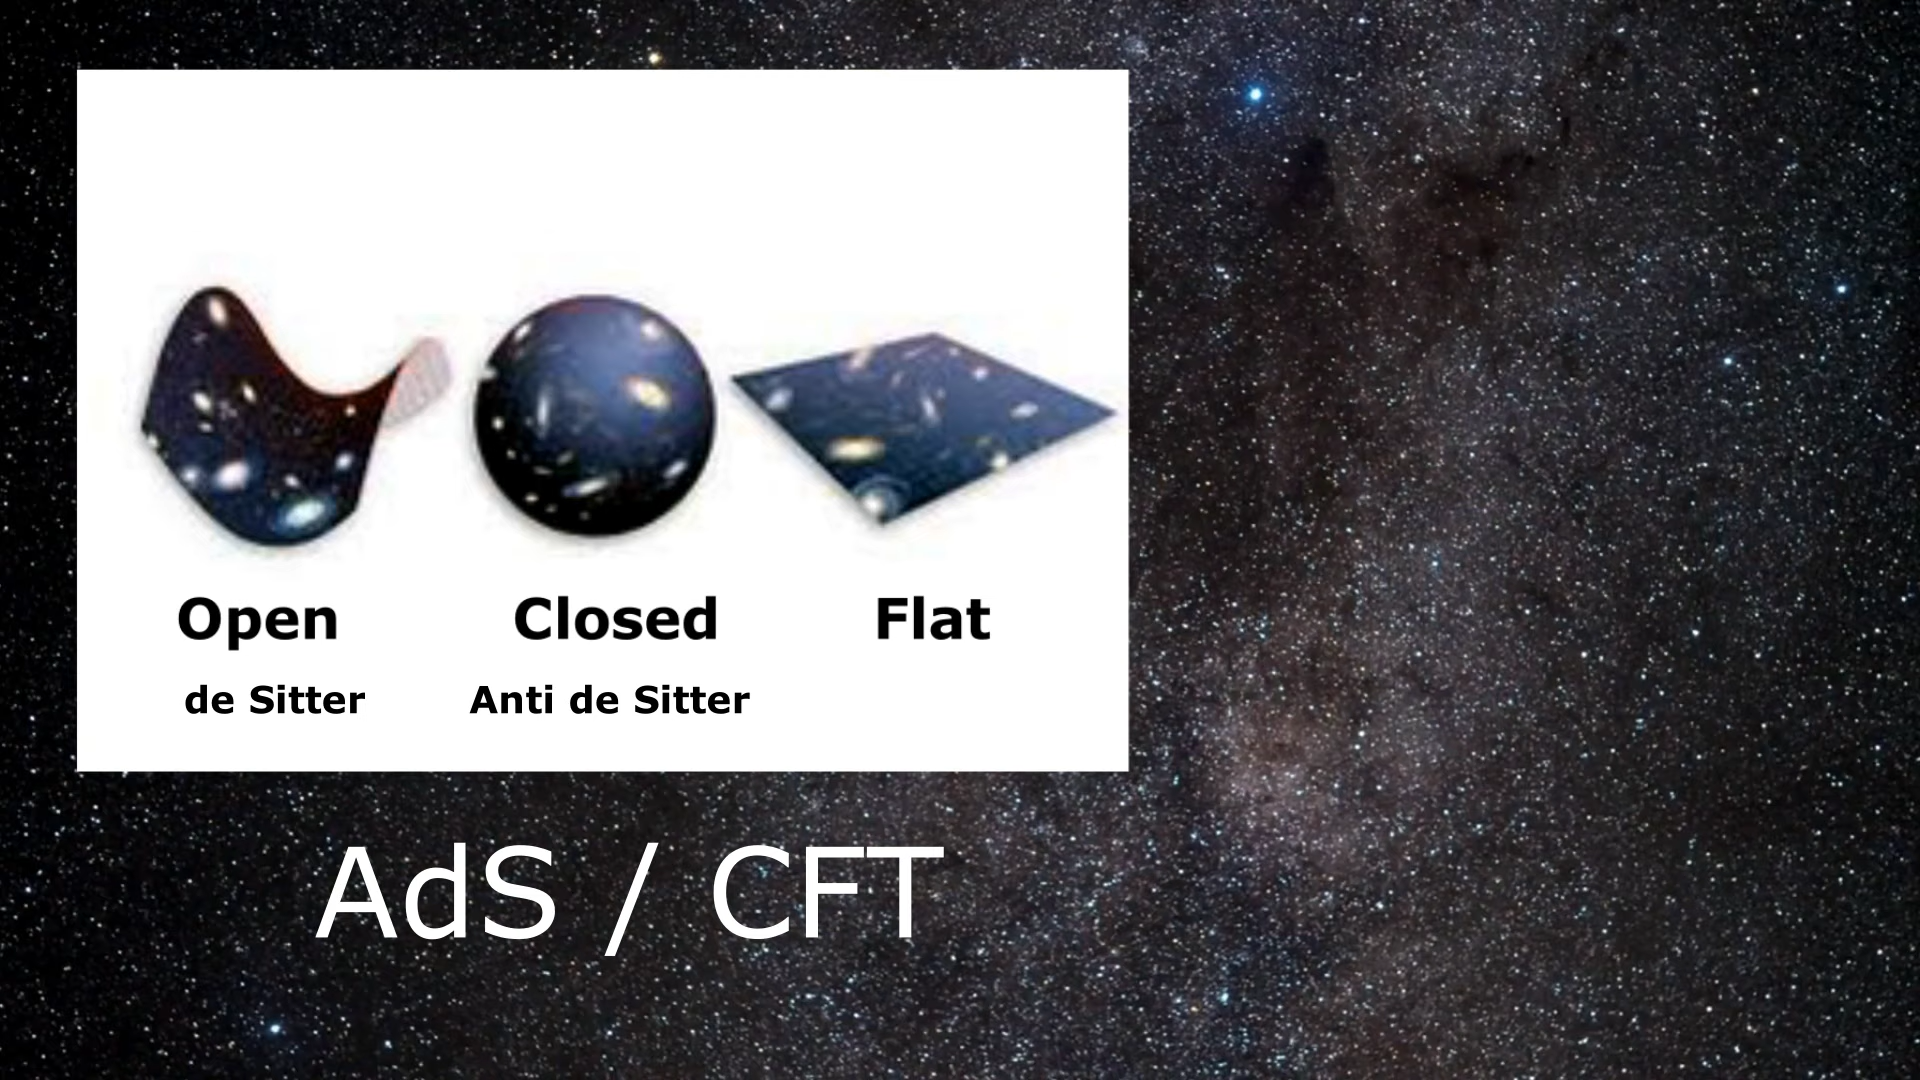 Open Closed Flat
de Sitter Anti de Sitter
AdS / CFT